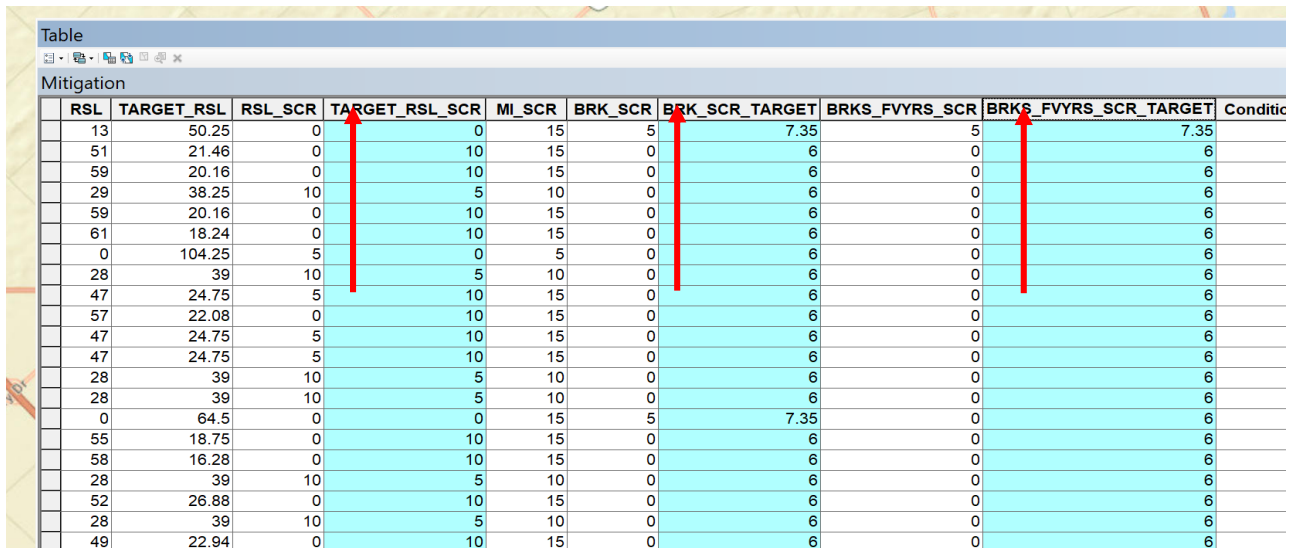 Table
Mitigation
RSL TARGET_RSL RSL_SCR TARGET_RSL_SCR MI_SCR BRK_SCR BRK_SCR_TARGET BRKS_FVYRS_SCR BRKS_FVYRS_SCR_TARGET Conditio
13 50.25 0 0 15 5 7.35 5 7.35
51 21.46 0 10 15 0 6 0 6
59 20.16 0 10 15 0 6 0 6
29 38.25 10 5 10 0 6 0 6
59 20.16 0 10 15 0 6 0 6
61 18.24 0 10 15 0 6 0 6
0 104.25 5 0 5 0 6 0 6
28 39 10 5 10 0 6 0 6
47 24.75 5 10 15 0 6 0 6
57 22.08 0 10 15 0 6 0 6
47 24.75 5 10 15 0 6 0 6
47 24.75 5 10 15 0 6 0 6
28 39 10 5 10 0 6 0 6
28 39 10 5 10 0 6 0 6
0 64.5 0 0 15 5 7.35 0 6
55 18.75 0 10 15 0 6 0 6
58 16.28 0 10 15 0 6 0 6
28 39 10 5 10 0 6 0 6
52 26.88 0 10 15 0 6 0 6
28 39 10 5 10 0 6 0 6
49 22.94 0 10 15 0 6 0 6